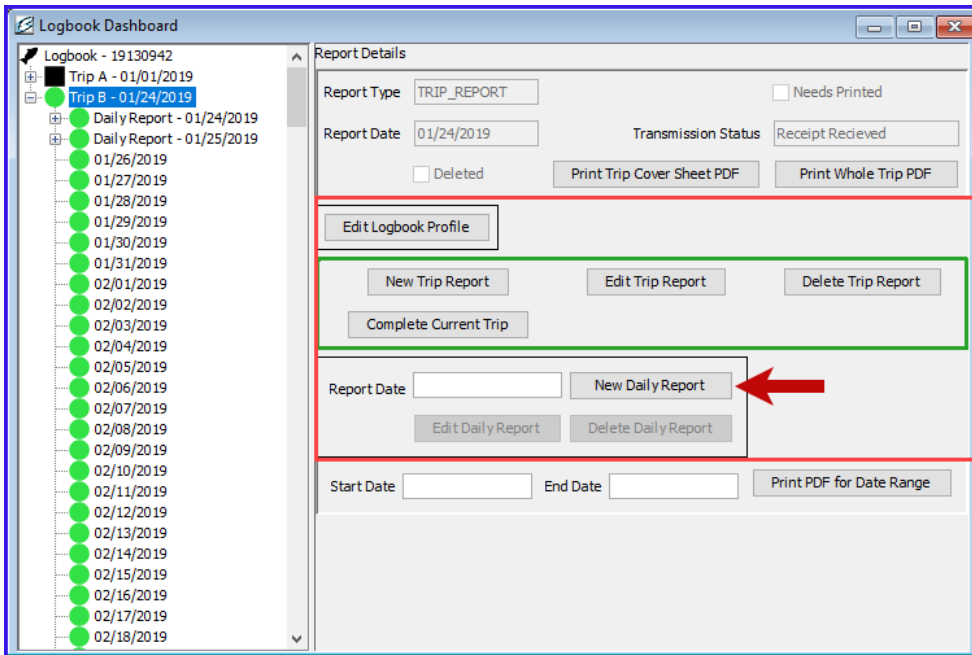 Logbook Dashboard
Logbook - 19130942
Trip A - 01/01/2019
Trip B - 01/24/2019
Daily Report - 01/24/2019
Daily Report - 01/25/2019
01/26/2019
01/27/2019
01/28/2019
01/29/2019
01/30/2019
01/31/2019
02/01/2019
02/02/2019
02/03/2019
02/04/2019
02/05/2019
02/06/2019
02/07/2019
02/08/2019
02/09/2019
02/10/2019
02/11/2019
02/12/2019
02/13/2019
02/14/2019
02/15/2019
02/16/2019
02/17/2019
02/18/2019
Report Details
Report Type TRIP_REPORT Needs Printed
Report Date 01/24/2019 Transmission Status Receipt Recieved
Deleted Print Trip Cover Sheet PDF Print Whole Trip PDF
Edit Logbook Profile
New Trip Report Edit Trip Report Delete Trip Report
Complete Current Trip
Report Date New Daily Report
Edit Daily Report Delete Daily Report
Start Date End Date Print PDF for Date Range